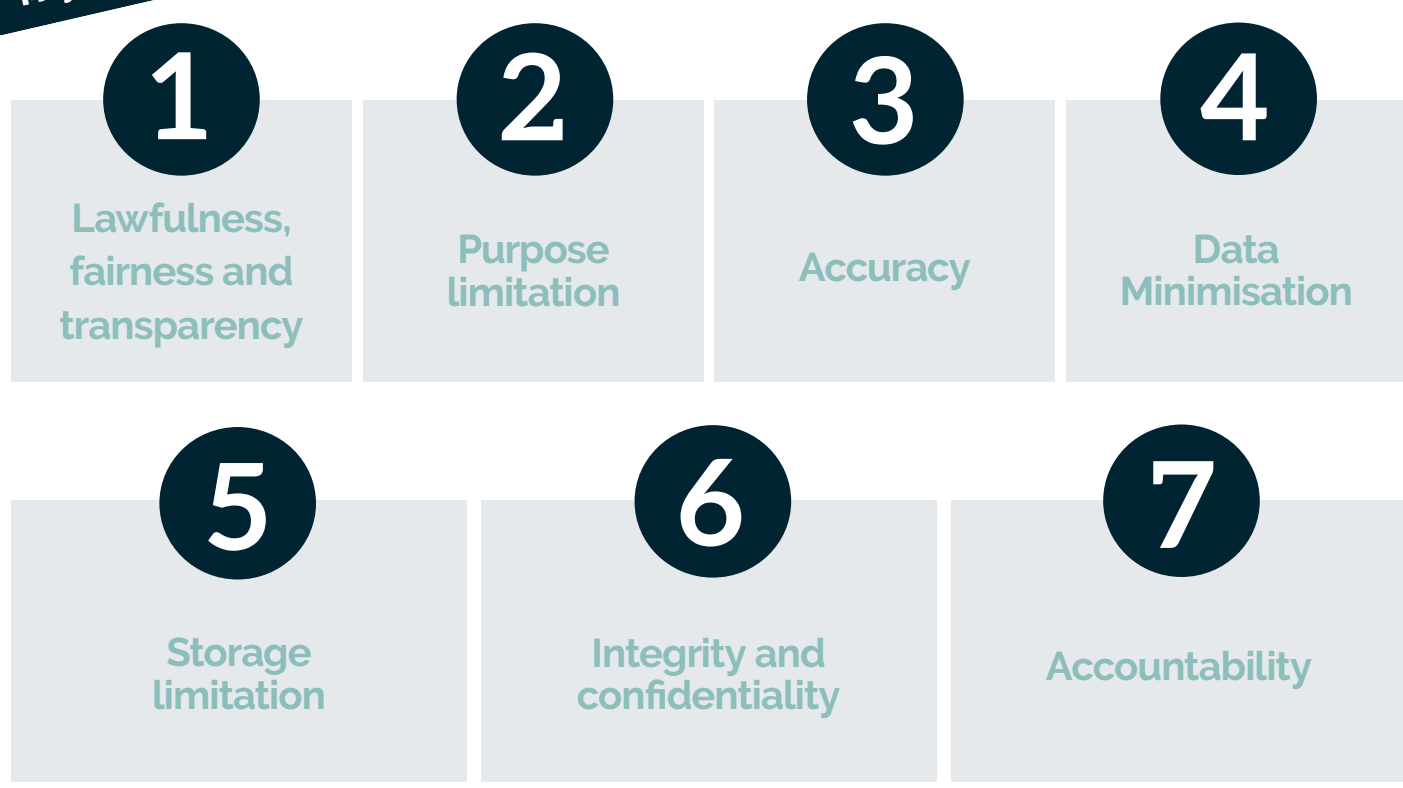 1
Lawfulness,
fairness and
transparency
2
Purpose
limitation
3
Accuracy
4
Data
Minimisation
5
Storage
limitation
6
Integrity and
confidentiality
7
Accountability